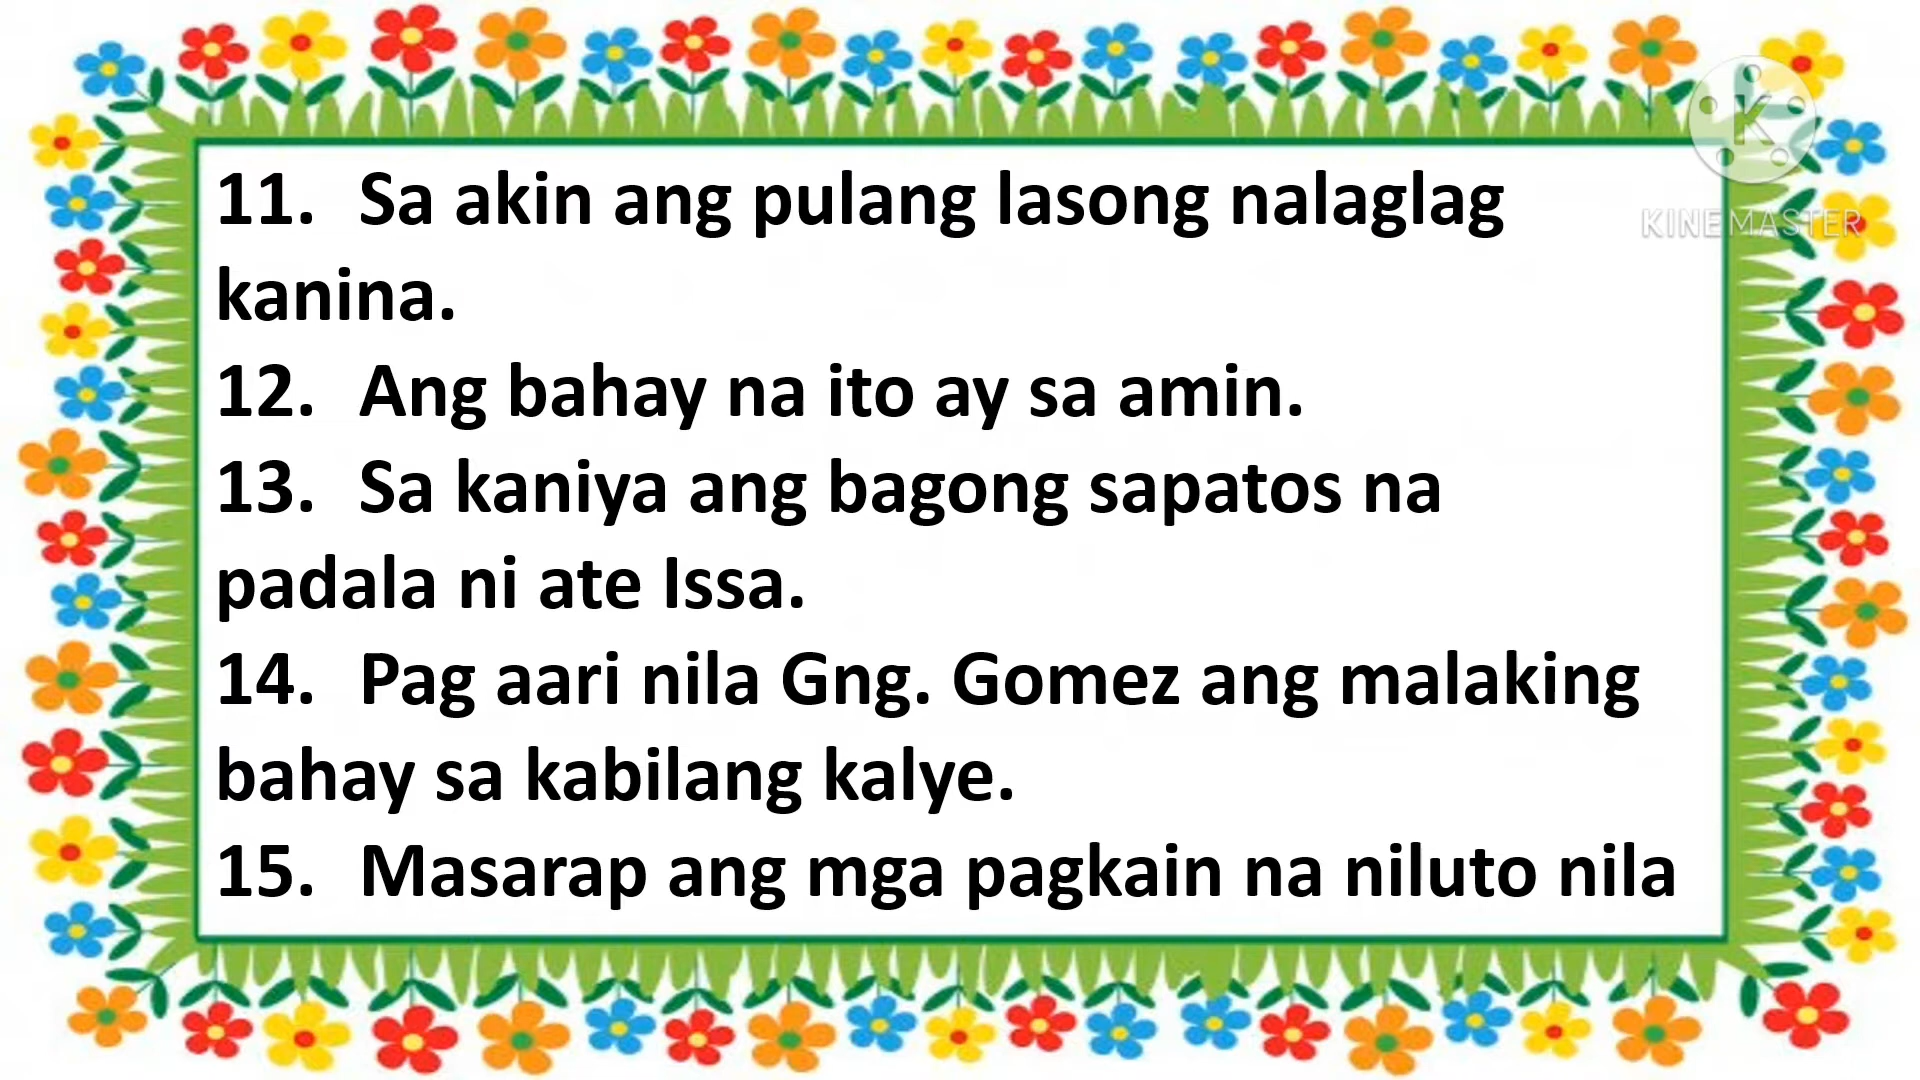 11. Sa akin ang pulang lasong nalaglag
kanina.
12. Ang bahay na ito ay sa amin.
13. Sa kaniya ang bagong sapatos na
padala ni ate Issa.
14. Pag aari nila Gng. Gomez ang malaking
bahay sa kabilang kalye.
15. Masarap ang mga pagkain na niluto nila
K
KINEMASTER